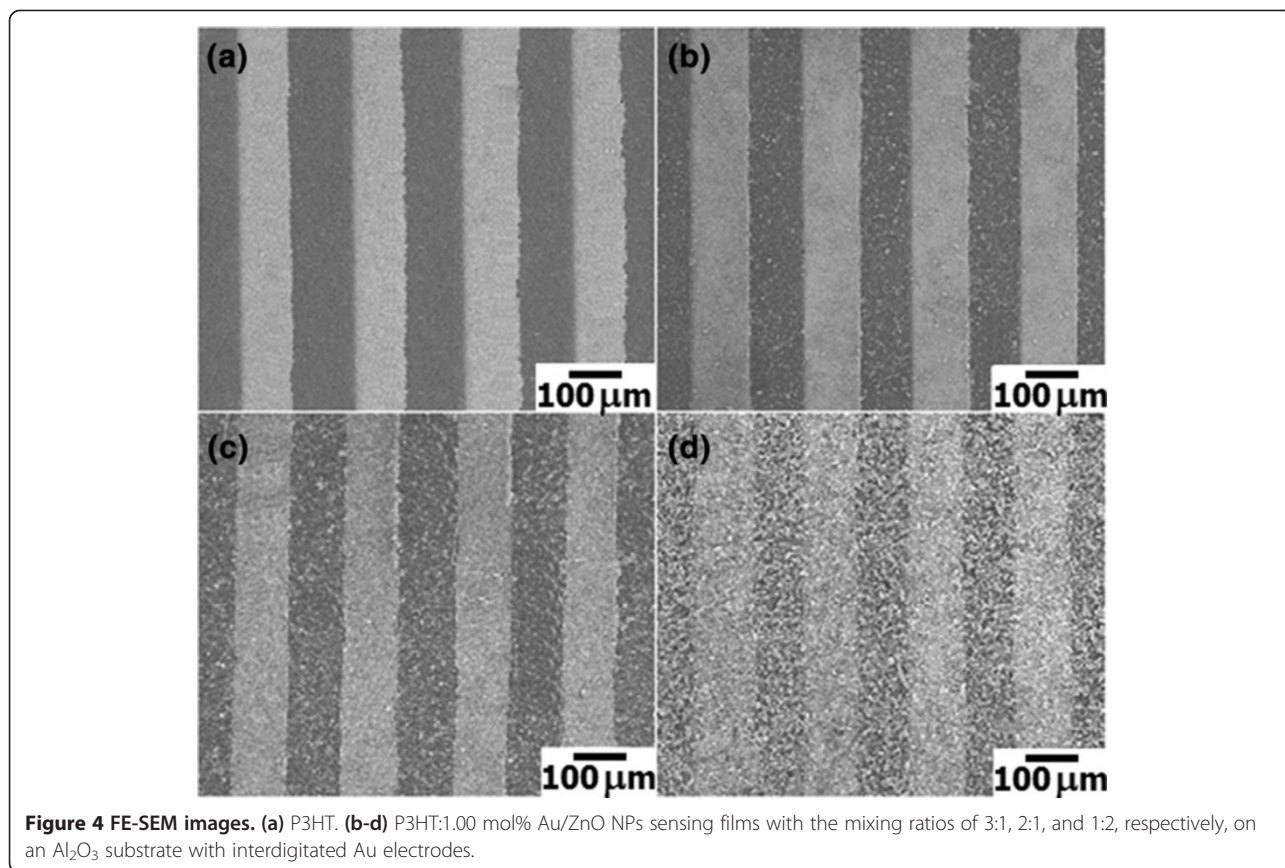 (a)
(b)
100 μm
100 μm
(c)
(d)
100 μm
100 μm
Figure 4 FE-SEM images. (a) P3HT. (b-d) P3HT:1.00 mol% Au/ZnO NPs sensing films with the mixing ratios of 3:1, 2:1, and 1:2, respectively, on
an Al₂O₃ substrate with interdigitated Au electrodes.